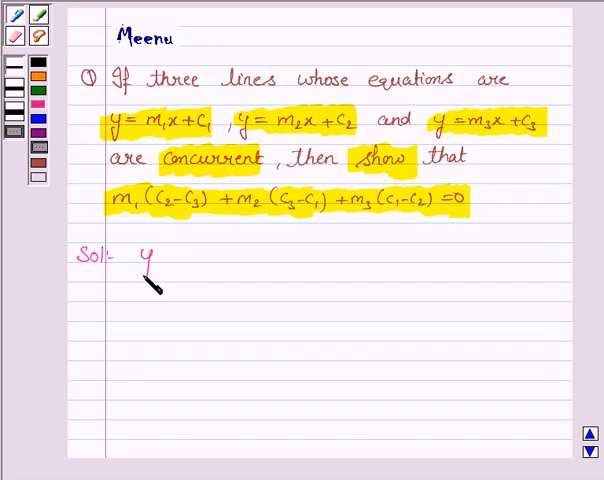 Meenu
Q If three lines whose equations are
y = m₁x + C₁ , y = m₂x + C₂ and y = m₃x + C₃
are concurrent , then show that
m₁ (C₂-C₃) + m₂ (C₃-C₁) + m₃ (C₁-C₂) = 0
Sol:- y